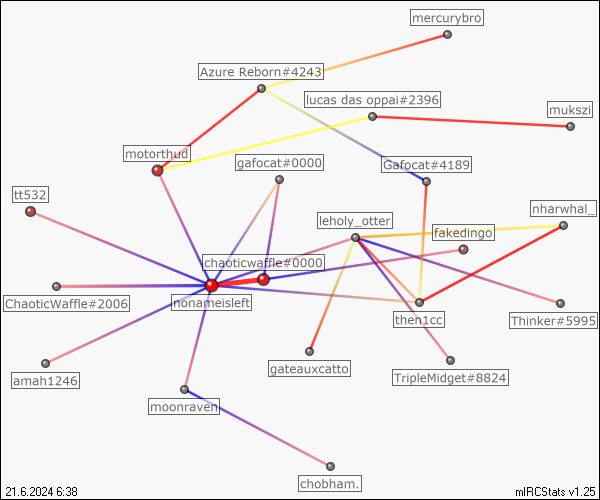 mercurybro
Azure Reborn#4243
lucas das oppai#2396
mukszi
motorthud
gafocat#0000
Gafocat#4189
tt532
leholy_otter
nharwhal_
fakedingo
chaoticwaffle#0000
ChaoticWaffle#2006
nonameisleft
then1cc
Thinker#5995
gateauxcatto
amah1246
TripleMidget#8824
moonraven
chobham.
21.6.2024 6:38
mIRCStats v1.25